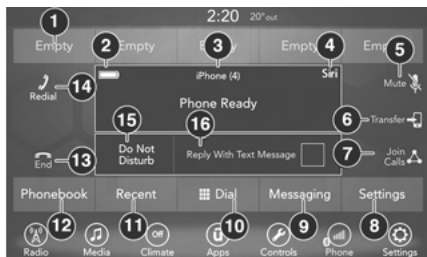 2:20 20°out
1
Empty Empty Empty Empty Empty
2 3 4 5
iPhone (4) Siri
Redial 14 Mute
Phone Ready
6 Transfer
15 16
Do Not Disturb
Reply With Text Message
End 13 7 Join Calls
Phonebook Recent Dial Messaging Settings
12 11 10 9 8
Off
Radio Media Climate Apps Controls Phone Settings